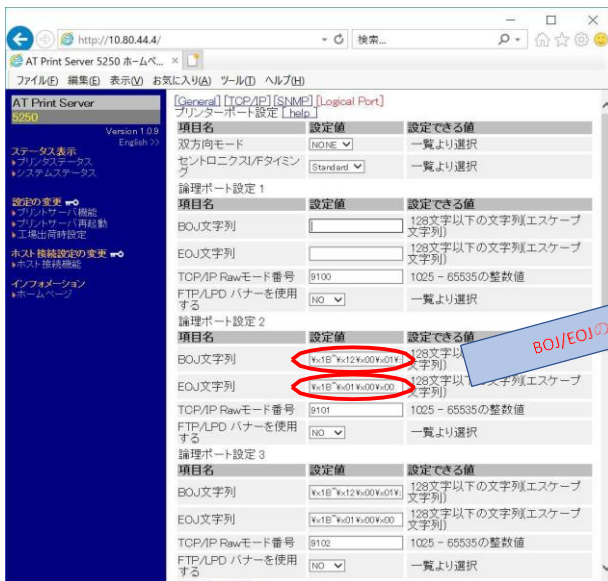 http://10.80.44.4/
検索...
AT Print Server 5250 ホームペ...
ファイル(F) 編集(E) 表示(V) お気に入り(A) ツール(T) ヘルプ(H)
AT Print Server
5250
Version 1.0.9
English >>
ステータス表示
プリンタステータス
システムステータス
設定の変更
プリントサーバ機能
プリントサーバ再起動
工場出荷時設定
ホスト接続設定の変更
ホスト接続機能
インフォメーション
ホームページ
[General] [TCP/IP] [SNMP] [Logical Port]
プリンターポート設定 [help]
項目名 設定値 設定できる値
双方向モード NONE 一覧より選択
セントロニクスI/Fタイミング Standard 一覧より選択
論理ポート設定 1
項目名 設定値 設定できる値
BOJ文字列 128文字以下の文字列(エスケープ文字列)
EOJ文字列 128文字以下の文字列(エスケープ文字列)
TCP/IP Rawモード番号 9100 1025 - 65535の整数値
FTP/LPD バナーを使用する NO 一覧より選択
論理ポート設定 2
項目名 設定値 設定できる値
BOJ文字列 ¥x1B~¥x12¥x00¥x01¥ 128文字以 文字列)
EOJ文字列 ¥x1B~¥x01¥x00¥x00 128文字以下の文字列(エスケープ文字列)
TCP/IP Rawモード番号 9101 1025 - 65535の整数値
FTP/LPD バナーを使用する NO 一覧より選択
BOJ/EOJの
論理ポート設定 3
項目名 設定値 設定できる値
BOJ文字列 ¥x1B~¥x12¥x00¥x01¥ 128文字以下の文字列(エスケープ文字列)
EOJ文字列 ¥x1B~¥x01¥x00¥x00 128文字以下の文字列(エスケープ文字列)
TCP/IP Rawモード番号 9102 1025 - 65535の整数値
FTP/LPD バナーを使用する NO 一覧より選択